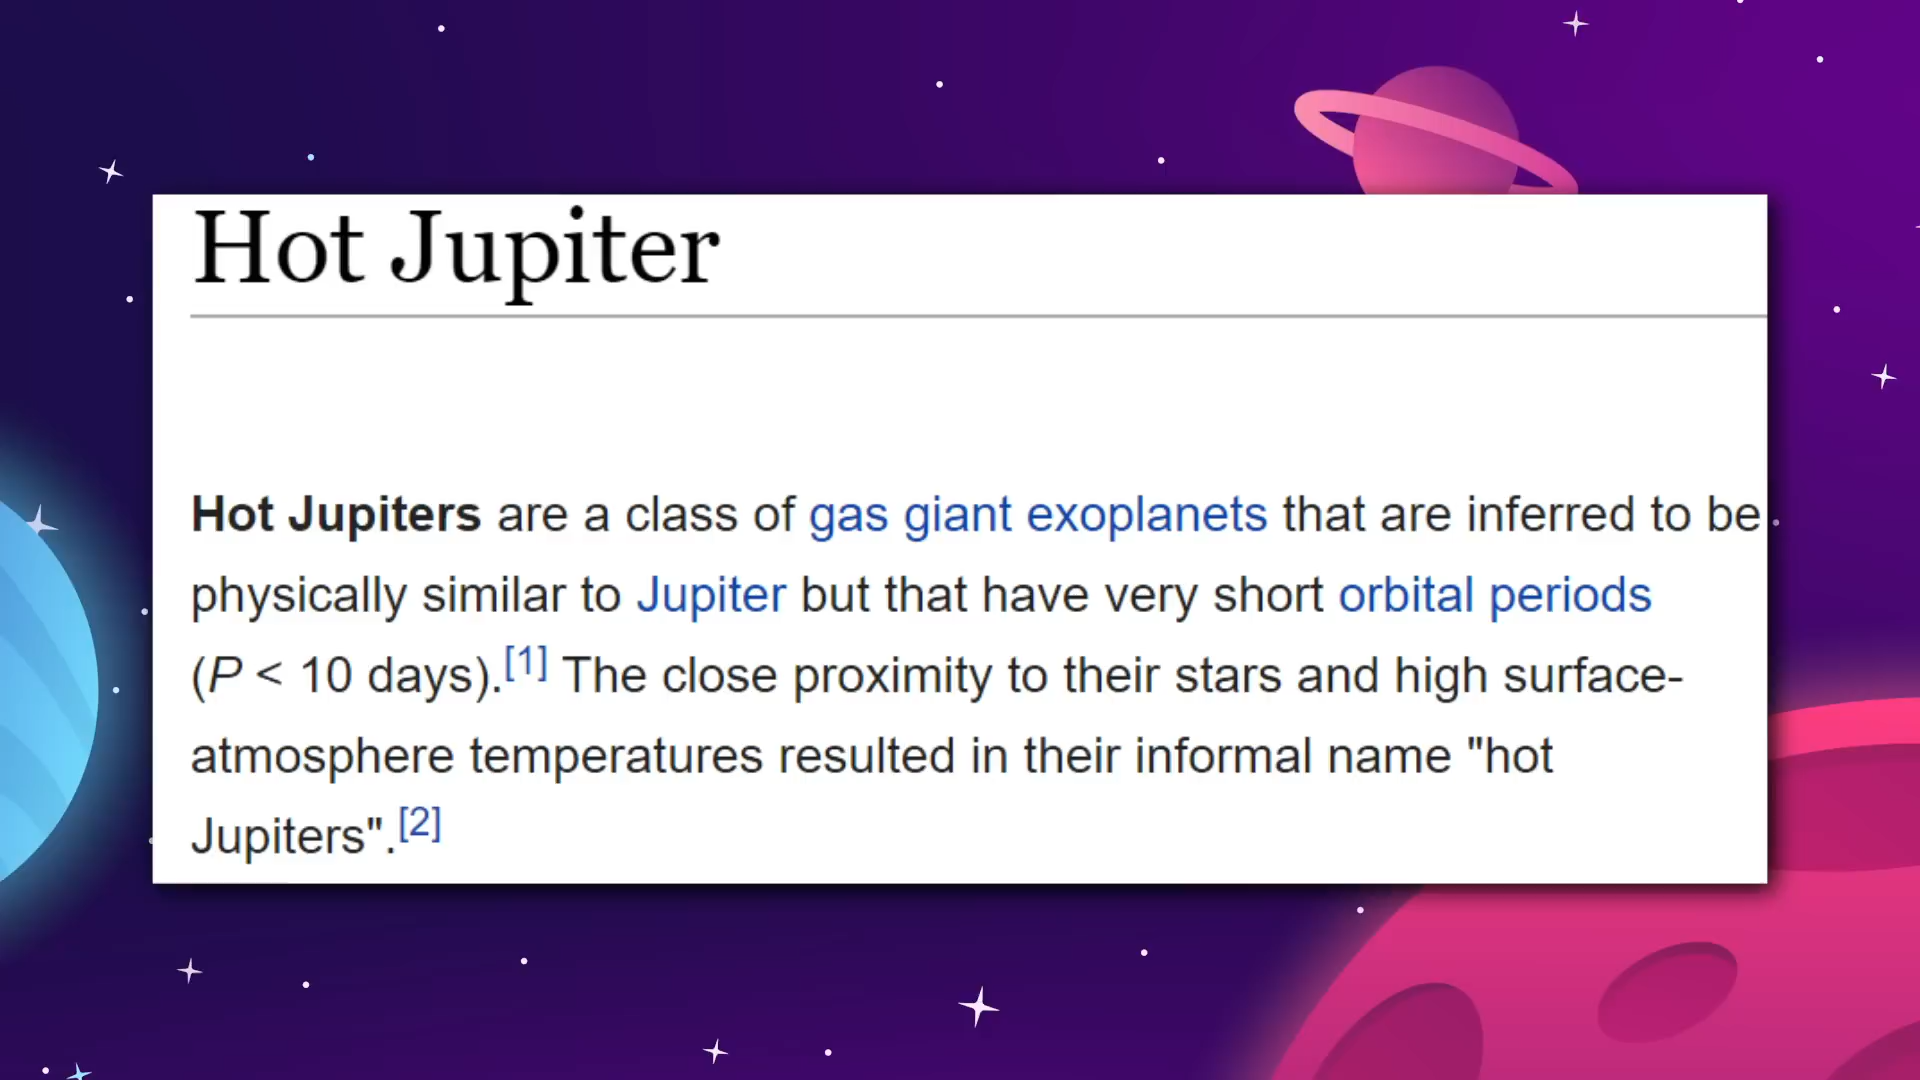 Hot Jupiter
Hot Jupiters are a class of gas giant exoplanets that are inferred to be
physically similar to Jupiter but that have very short orbital periods
(P < 10 days).[1] The close proximity to their stars and high surface-
atmosphere temperatures resulted in their informal name "hot
Jupiters".[2]